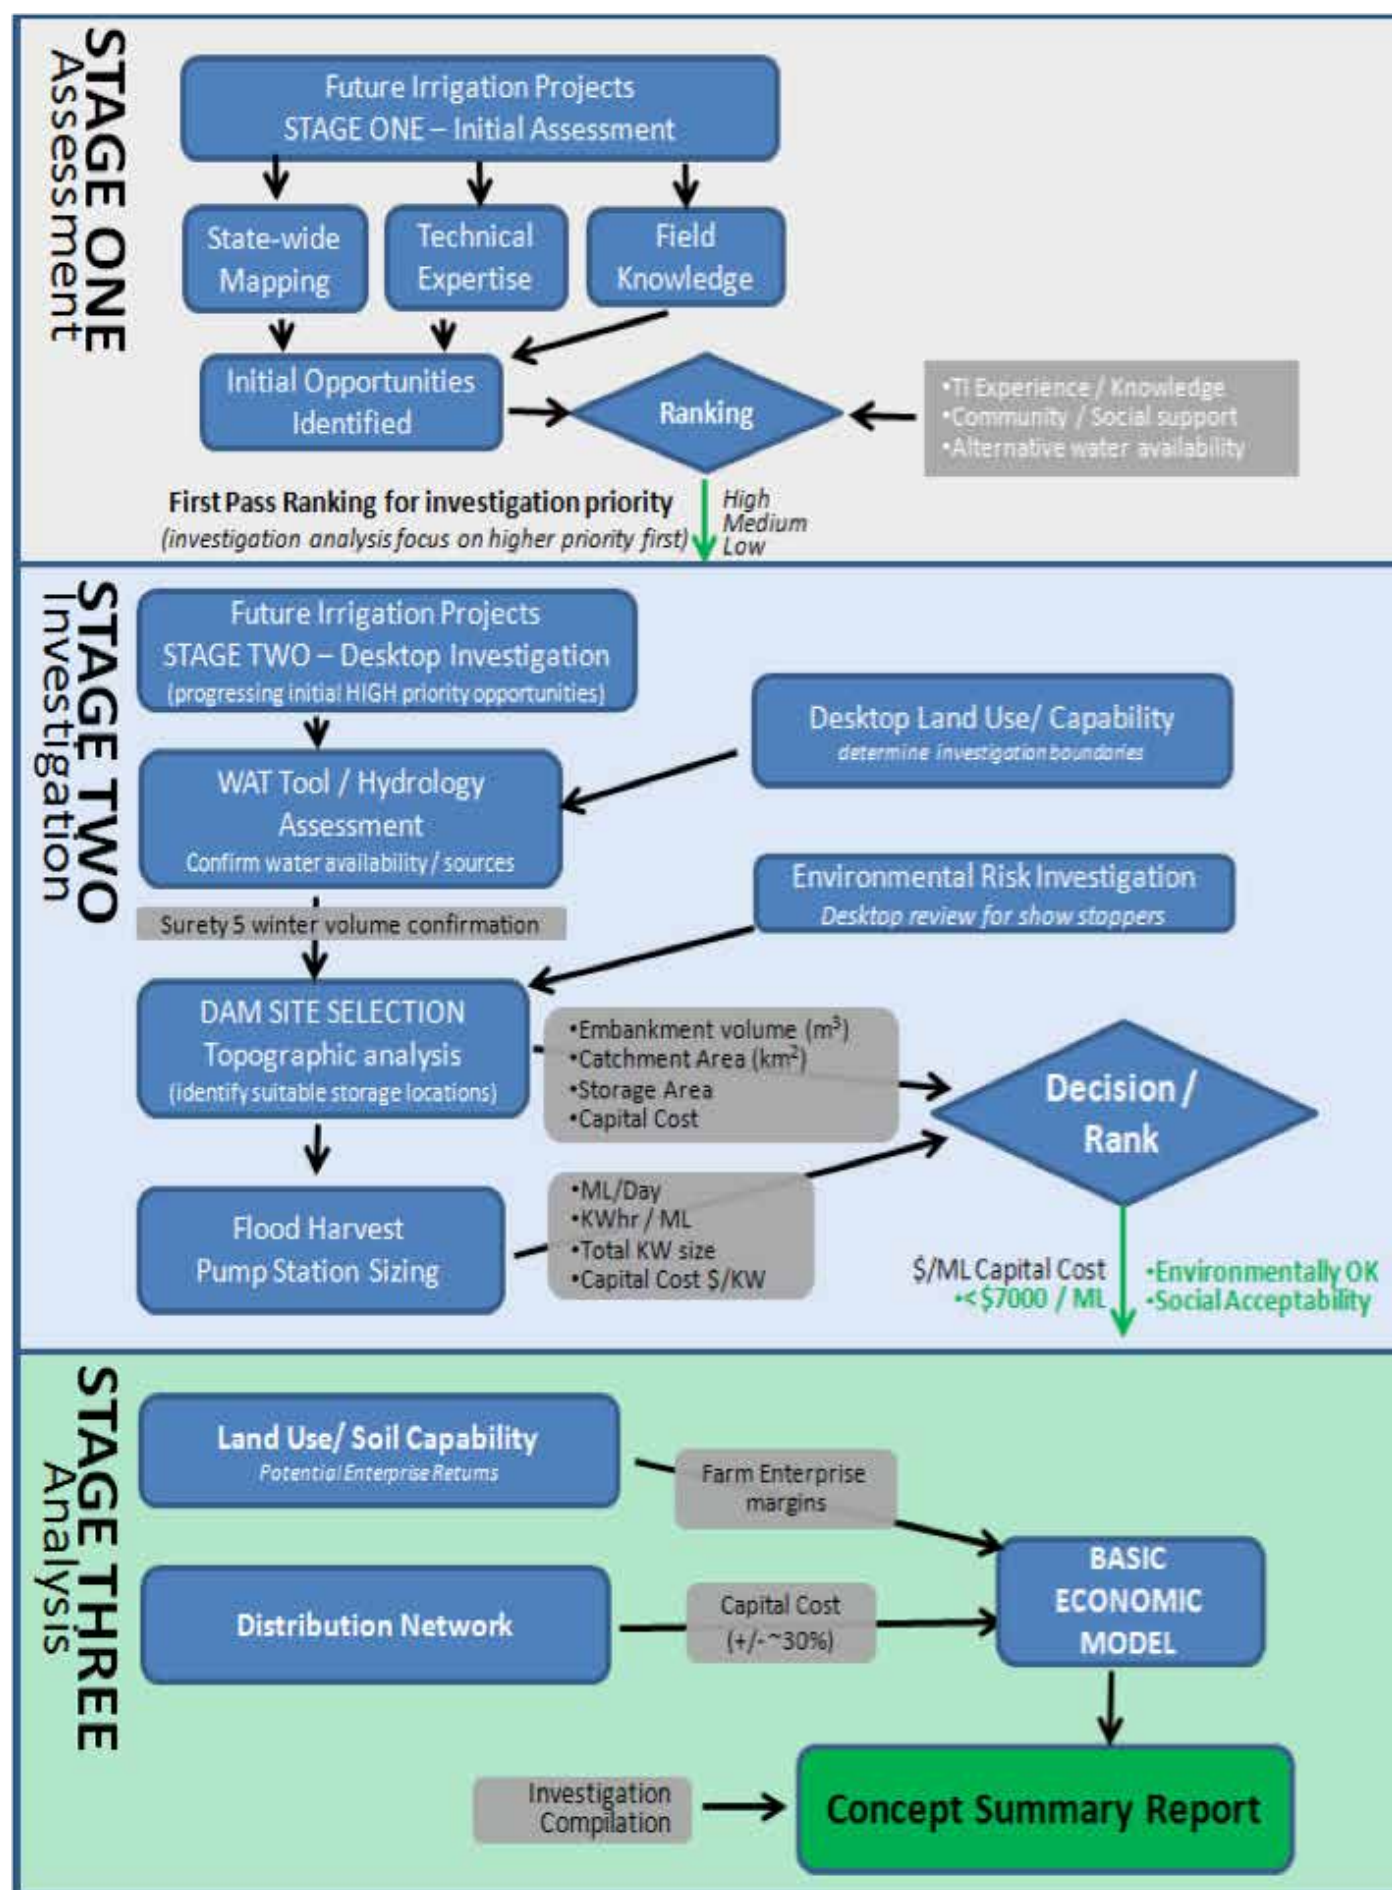 STAGE ONE
Assessment
Future Irrigation Projects
STAGE ONE – Initial Assessment
State-wide
Mapping
Technical
Expertise
Field
Knowledge
Initial Opportunities
Identified
Ranking
•TI Experience / Knowledge
•Community / Social support
•Alternative water availability
First Pass Ranking for investigation priority
(investigation analysis focus on higher priority first)
High
Medium
Low
STAGE TWO
Investigation
Future Irrigation Projects
STAGE TWO – Desktop Investigation
(progressing initial HIGH priority opportunities)
Desktop Land Use/ Capability
determine investigation boundaries
WAT Tool / Hydrology
Assessment
Confirm water availability / sources
Environmental Risk Investigation
Desktop review for show stoppers
Surety 5 winter volume confirmation
DAM SITE SELECTION
Topographic analysis
(identify suitable storage locations)
•Embankment volume (m³)
•Catchment Area (km²)
•Storage Area
•Capital Cost
Decision /
Rank
Flood Harvest
Pump Station Sizing
•ML/Day
•KWhr / ML
•Total KW size
•Capital Cost $/KW
$/ML Capital Cost
•<$7000 / ML
•Environmentally OK
•Social Acceptability
STAGE THREE
Analysis
Land Use/ Soil Capability
Potential Enterprise Returns
Farm Enterprise
margins
Distribution Network
Capital Cost
(+/- ~30%)
BASIC
ECONOMIC
MODEL
Investigation
Compilation
Concept Summary Report